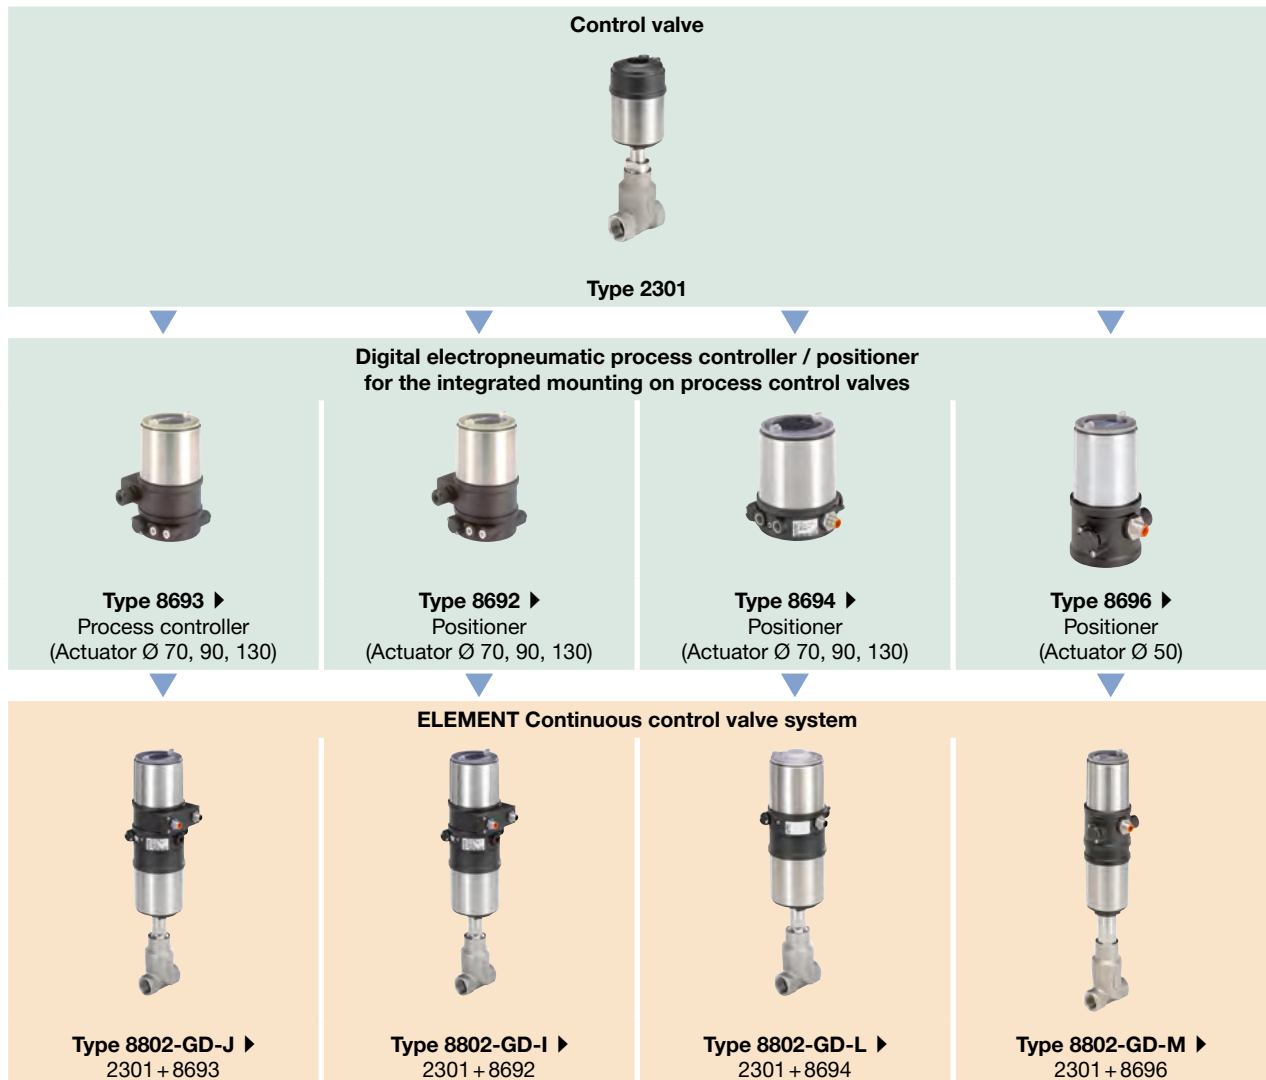 Control valve
Type 2301
Digital electropneumatic process controller / positioner
for the integrated mounting on process control valves
Type 8693
Process controller
(Actuator Ø 70, 90, 130)
Type 8692
Positioner
(Actuator Ø 70, 90, 130)
Type 8694
Positioner
(Actuator Ø 70, 90, 130)
Type 8696
Positioner
(Actuator Ø 50)
ELEMENT Continuous control valve system
Type 8802-GD-J
2301 + 8693
Type 8802-GD-I
2301 + 8692
Type 8802-GD-L
2301 + 8694
Type 8802-GD-M
2301 + 8696